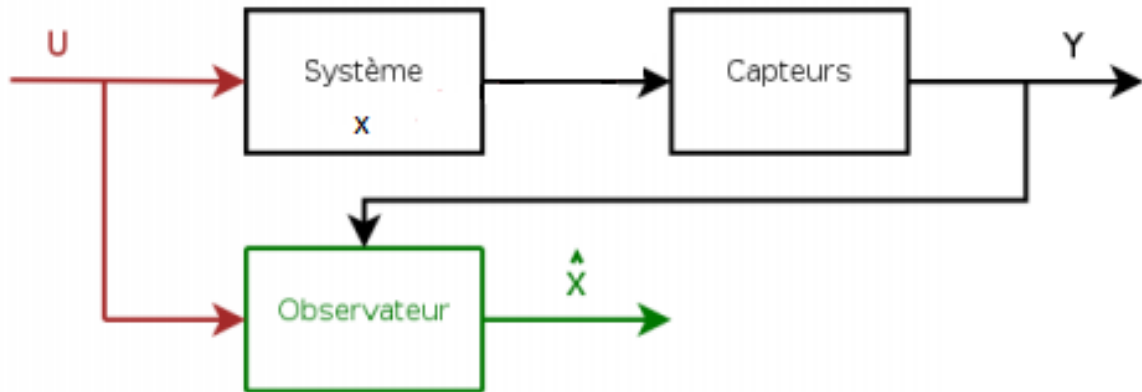 U
Système
x
Capteurs
Y
Observateur
X̂